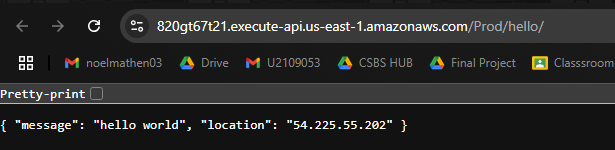 820gt67t21.execute-api.us-east-1.amazonaws.com/Prod/hello/
noelmathen03 Drive U2109053 CSBS HUB Final Project Classsroom
Pretty-print
{ "message": "hello world", "location": "54.225.55.202" }